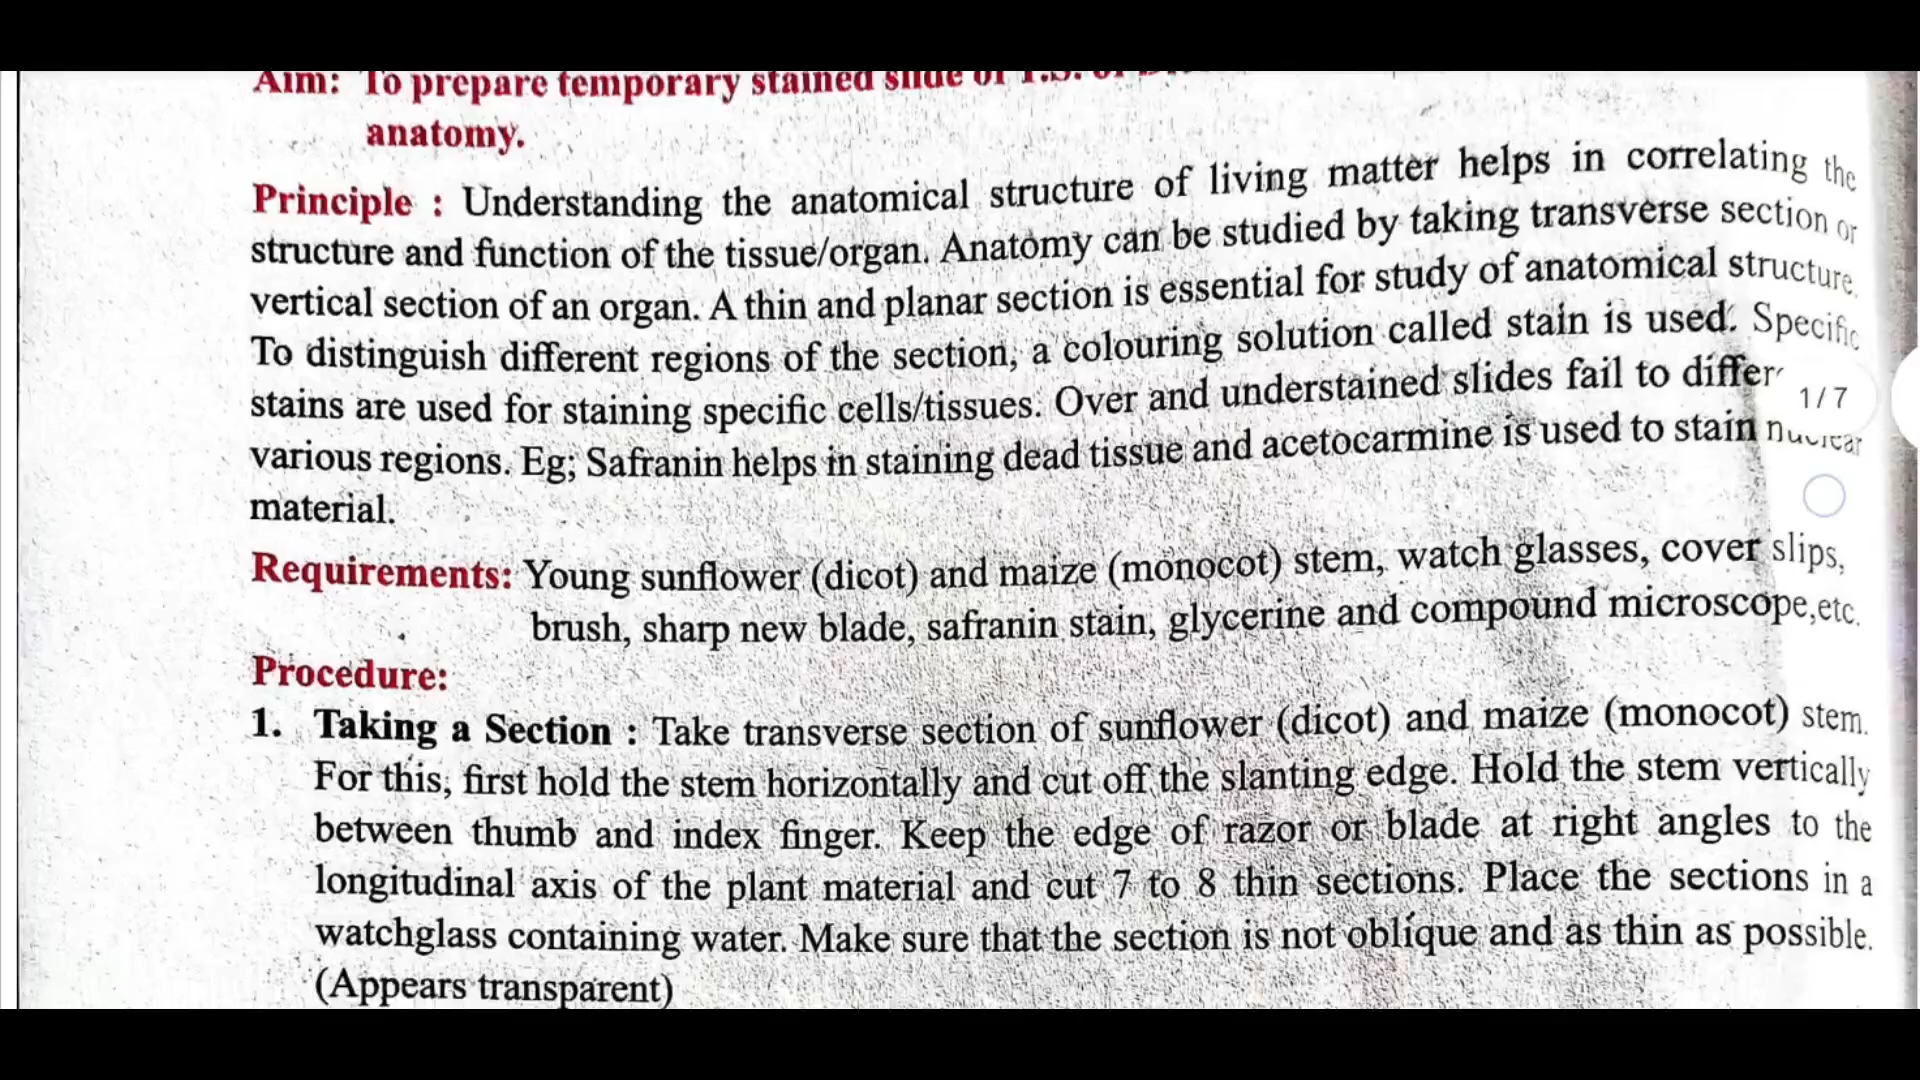 Aim: To prepare temporary stained slide of T.S. of
anatomy.
Principle : Understanding the anatomical structure of living matter helps in correlating the
structure and function of the tissue/organ. Anatomy can be studied by taking transverse section or
vertical section of an organ. A thin and planar section is essential for study of anatomical structure.
To distinguish different regions of the section, a colouring solution called stain is used. Specific
stains are used for staining specific cells/tissues. Over and understained slides fail to differ
1/7
various regions. Eg; Safranin helps in staining dead tissue and acetocarmine is used to stain nuclear
material.
Requirements: Young sunflower (dicot) and maize (monocot) stem, watch glasses, cover slips,
brush, sharp new blade, safranin stain, glycerine and compound microscope,etc.
Procedure:
1. Taking a Section : Take transverse section of sunflower (dicot) and maize (monocot) stem.
For this, first hold the stem horizontally and cut off the slanting edge. Hold the stem vertically
between thumb and index finger. Keep the edge of razor or blade at right angles to the
longitudinal axis of the plant material and cut 7 to 8 thin sections. Place the sections in a
watchglass containing water. Make sure that the section is not oblique and as thin as possible.
(Appears transparent)